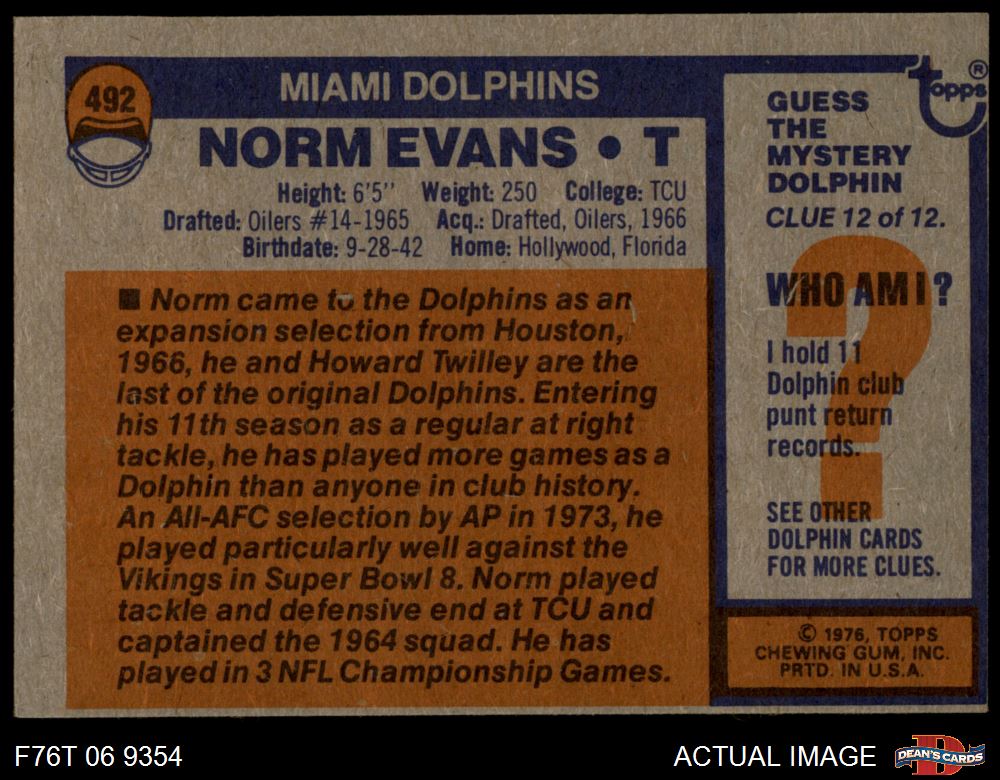 492
MIAMI DOLPHINS
NORM EVANS • T
Height: 6'5'' Weight: 250 College: TCU
Drafted: Oilers #14-1965 Acq.: Drafted, Oilers, 1966
Birthdate: 9-28-42 Home: Hollywood, Florida
■ Norm came to the Dolphins as an
expansion selection from Houston,
1966, he and Howard Twilley are the
last of the original Dolphins. Entering
his 11th season as a regular at right
tackle, he has played more games as a
Dolphin than anyone in club history.
An All-AFC selection by AP in 1973, he
played particularly well against the
Vikings in Super Bowl 8. Norm played
tackle and defensive end at TCU and
captained the 1964 squad. He has
played in 3 NFL Championship Games.
topps®
GUESS
THE
MYSTERY
DOLPHIN
CLUE 12 of 12.
?
WHO AM I?
I hold 11
Dolphin club
punt return
records.
SEE OTHER
DOLPHIN CARDS
FOR MORE CLUES.
© 1976, TOPPS
CHEWING GUM, INC.
PRTD. IN U.S.A.
F76T 06 9354
ACTUAL IMAGE
D
DEAN'S CARDS